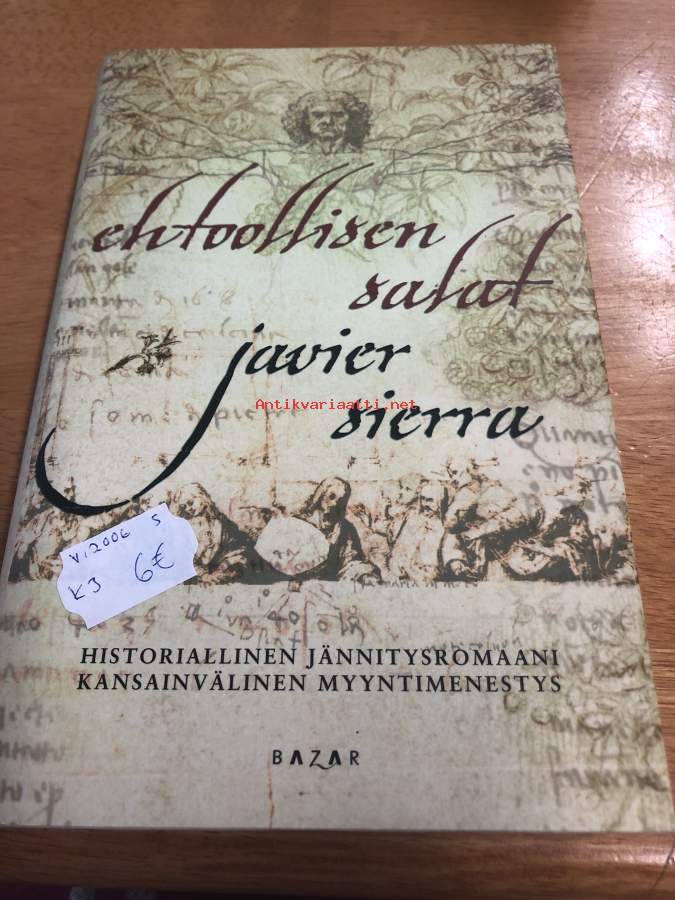 ehtoollisen
salat
javier
Antikvariaatti.net
sierra
v. 2006 S
K3 6€
HISTORIALLINEN JÄNNITYSROMAANI
KANSAINVÄLINEN MYYNTIMENESTYS
BAZAR